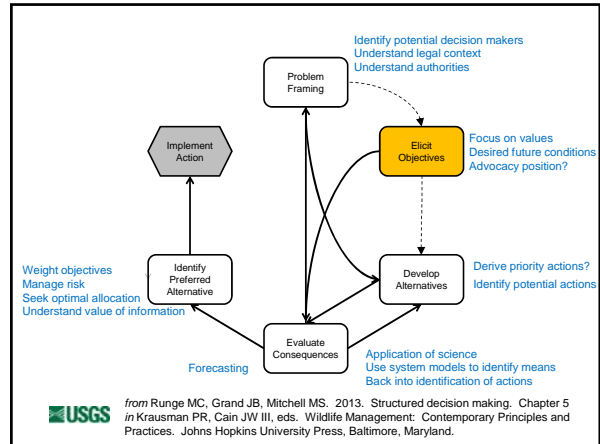 Identify potential decision makers
Understand legal context
Understand authorities
Problem
Framing
Implement
Action
Elicit
Objectives
Focus on values
Desired future conditions
Advocacy position?
Weight objectives
Manage risk
Seek optimal allocation
Understand value of information
Identify
Preferred
Alternative
Develop
Alternatives
Derive priority actions?
Identify potential actions
Evaluate
Consequences
Forecasting
Application of science
Use system models to identify means
Back into identification of actions
USGS
from Runge MC, Grand JB, Mitchell MS. 2013. Structured decision making. Chapter 5
in Krausman PR, Cain JW III, eds. Wildlife Management: Contemporary Principles and
Practices. Johns Hopkins University Press, Baltimore, Maryland.